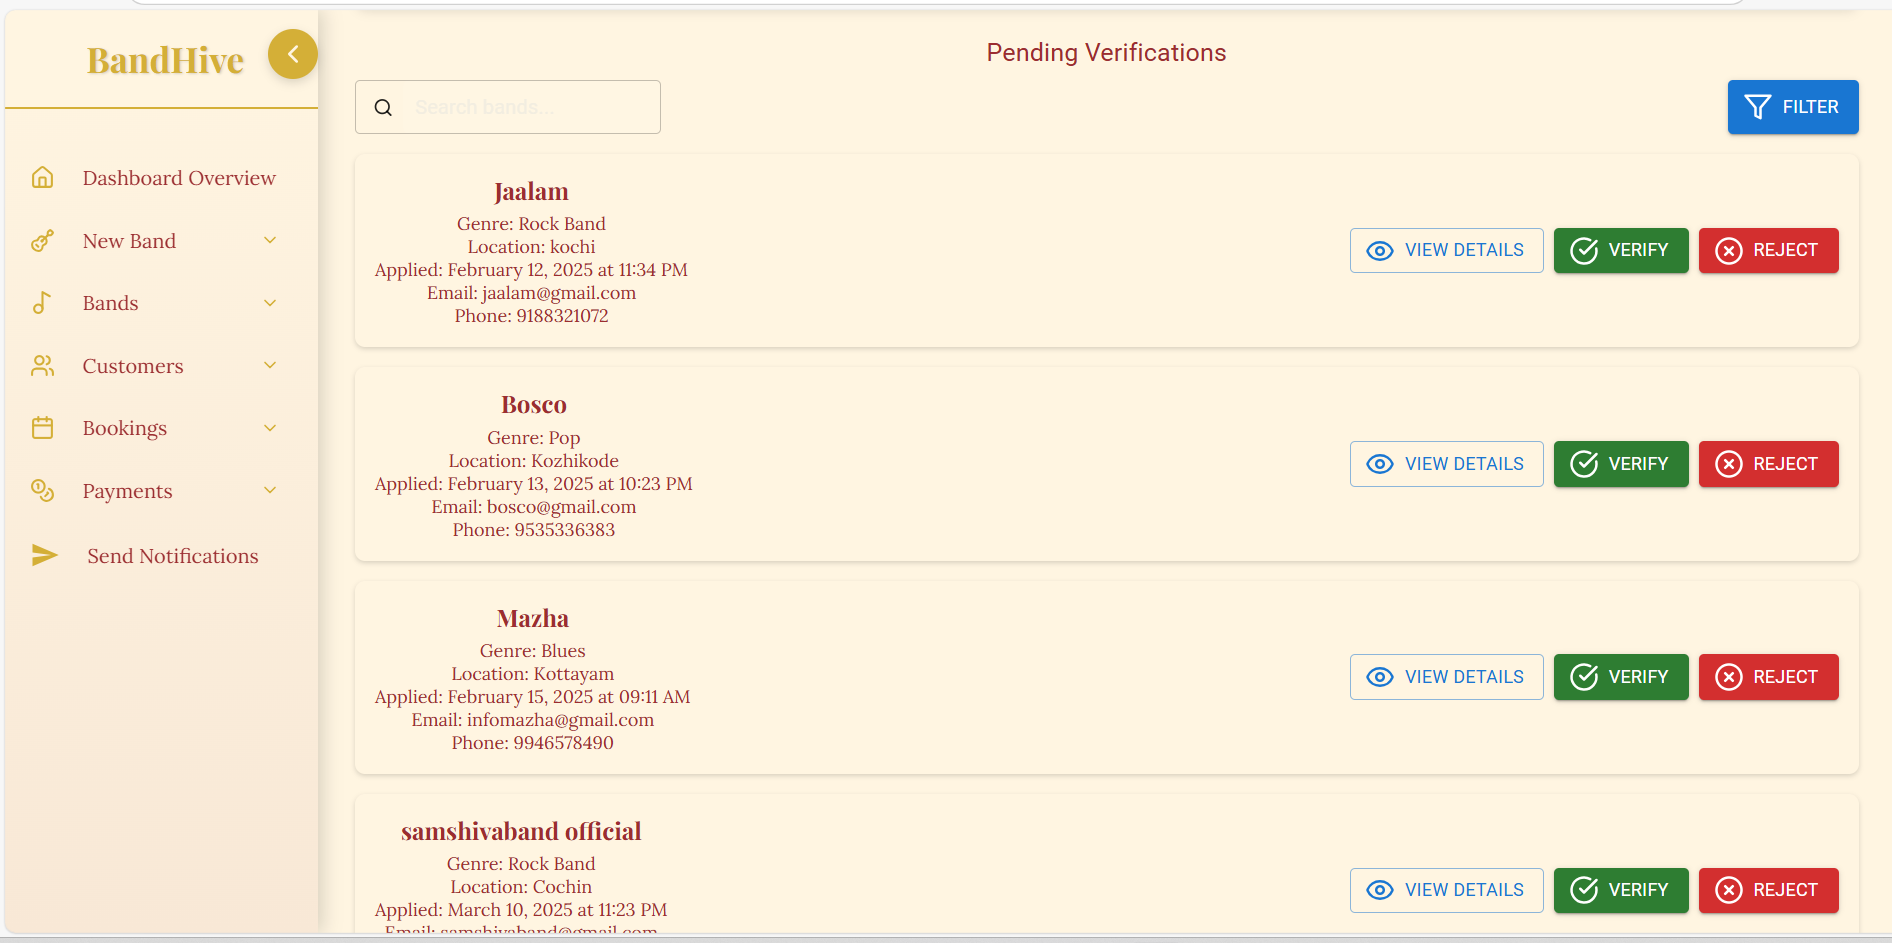 BandHive
Dashboard Overview
New Band
Bands
Customers
Bookings
Payments
Send Notifications
Pending Verifications
Search bands...
FILTER
Jaalam
Genre: Rock Band
Location: kochi
Applied: February 12, 2025 at 11:34 PM
Email: jaalam@gmail.com
Phone: 9188321072
VIEW DETAILS
VERIFY
REJECT
Bosco
Genre: Pop
Location: Kozhikode
Applied: February 13, 2025 at 10:23 PM
Email: bosco@gmail.com
Phone: 9535336383
VIEW DETAILS
VERIFY
REJECT
Mazha
Genre: Blues
Location: Kottayam
Applied: February 15, 2025 at 09:11 AM
Email: infomazha@gmail.com
Phone: 9946578490
VIEW DETAILS
VERIFY
REJECT
samshivaband official
Genre: Rock Band
Location: Cochin
Applied: March 10, 2025 at 11:23 PM
Email: samshivaband@gmail.com
VIEW DETAILS
VERIFY
REJECT